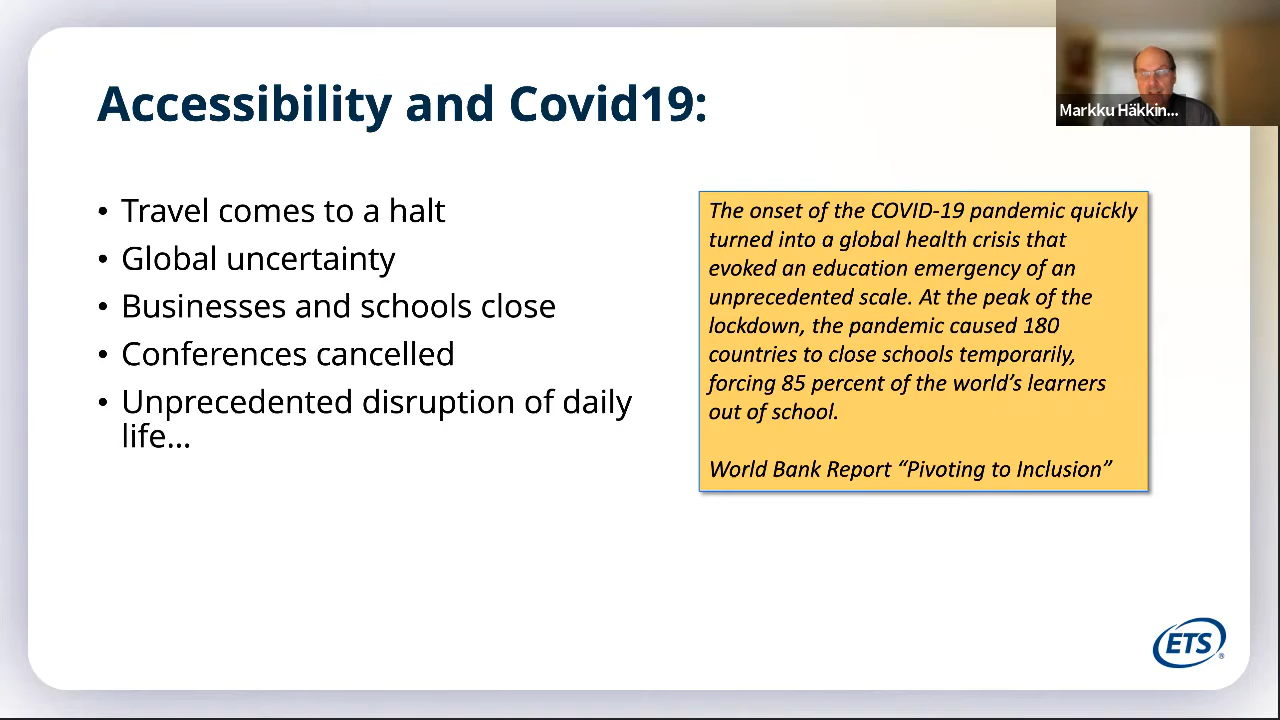 Accessibility and Covid19:
Markku Häkkin...
• Travel comes to a halt
• Global uncertainty
• Businesses and schools close
• Conferences cancelled
• Unprecedented disruption of daily
life...
The onset of the COVID-19 pandemic quickly
turned into a global health crisis that
evoked an education emergency of an
unprecedented scale. At the peak of the
lockdown, the pandemic caused 180
countries to close schools temporarily,
forcing 85 percent of the world’s learners
out of school.
World Bank Report “Pivoting to Inclusion”
ETS®